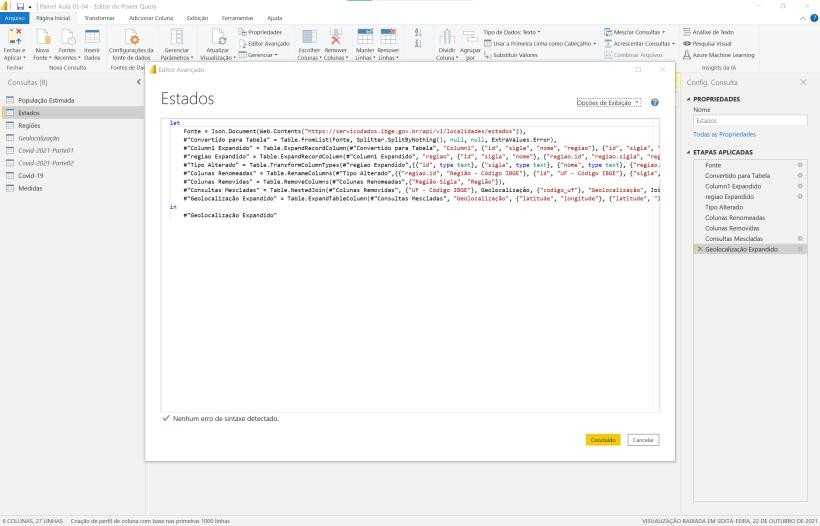 Painel Aula 05-04 - Editor do Power Query
Arquivo Página Inicial Transformar Adicionar Coluna Exibição Ferramentas Ajuda
Fechar e Aplicar
Fechar
Nova Fonte Fontes Recentes Inserir Dados
Nova Consulta
Configurações da fonte de dados
Fontes de Da
Gerenciar Parâmetros
Atualizar Visualização
Propriedades
Editor Avançado
Gerenciar
Escolher Colunas Remover Colunas
Manter Linhas Remover Linhas
Dividir Coluna Agrupar por
Tipo de Dados: Texto
Usar a Primeira Linha como Cabeçalho
Substituir Valores
Mesclar Consultas
Acrescentar Consultas
Combinar Arquivos
Análise de Texto
Pesquisa Visual
Azure Machine Learning
Insights da IA
Consultas [8]
População Estimada
Estados
Regiões
Geolocalização
Covid-2021-Parte01
Covid-2021-Parte02
Covid-19
Medidas
Editor Avançado
Estados
Opções de Exibição
let
Fonte = Json.Document(Web.Contents("https://servicodados.ibge.gov.br/api/v1/localidades/estados")),
#"Convertido para Tabela" = Table.FromList(Fonte, Splitter.SplitByNothing(), null, null, ExtraValues.Error),
#"Column1 Expandido" = Table.ExpandRecordColumn(#"Convertido para Tabela", "Column1", {"id", "sigla", "nome", "regiao"}, {"id", "sigla", "
#"regiao Expandido" = Table.ExpandRecordColumn(#"Column1 Expandido", "regiao", {"id", "sigla", "nome"}, {"regiao.id", "regiao.sigla", "reg
#"Tipo Alterado" = Table.TransformColumnTypes(#"regiao Expandido",{{"id", type text}, {"sigla", type text}, {"nome", type text}, {"regiao.
#"Colunas Renomeadas" = Table.RenameColumns(#"Tipo Alterado",{{"regiao.id", "Região - Código IBGE"}, {"id", "UF - Código IBGE"}, {"sigla",
#"Colunas Removidas" = Table.RemoveColumns(#"Colunas Renomeadas",{"Região Sigla", "Região"}),
#"Consultas Mescladas" = Table.NestedJoin(#"Colunas Removidas", {"UF - Código IBGE"}, Geolocalização, {"codigo_uf"}, "Geolocalização", Joi
#"Geolocalização Expandido" = Table.ExpandTableColumn(#"Consultas Mescladas", "Geolocalização", {"latitude", "longitude"}, {"latitude", "l
in
#"Geolocalização Expandido"
Nenhum erro de sintaxe detectado.
Concluído Cancelar
Config. Consulta
PROPRIEDADES
Nome
Estados
Todas as Propriedades
ETAPAS APLICADAS
Fonte
Convertido para Tabela
Column1 Expandido
regiao Expandido
Tipo Alterado
Colunas Renomeadas
Colunas Removidas
Consultas Mescladas
Geolocalização Expandido
6 COLUNAS, 27 LINHAS Criação de perfil de coluna com base nas primeiras 1000 linhas
VISUALIZAÇÃO BAIXADA EM SEXTA-FEIRA, 22 DE OUTUBRO DE 2021